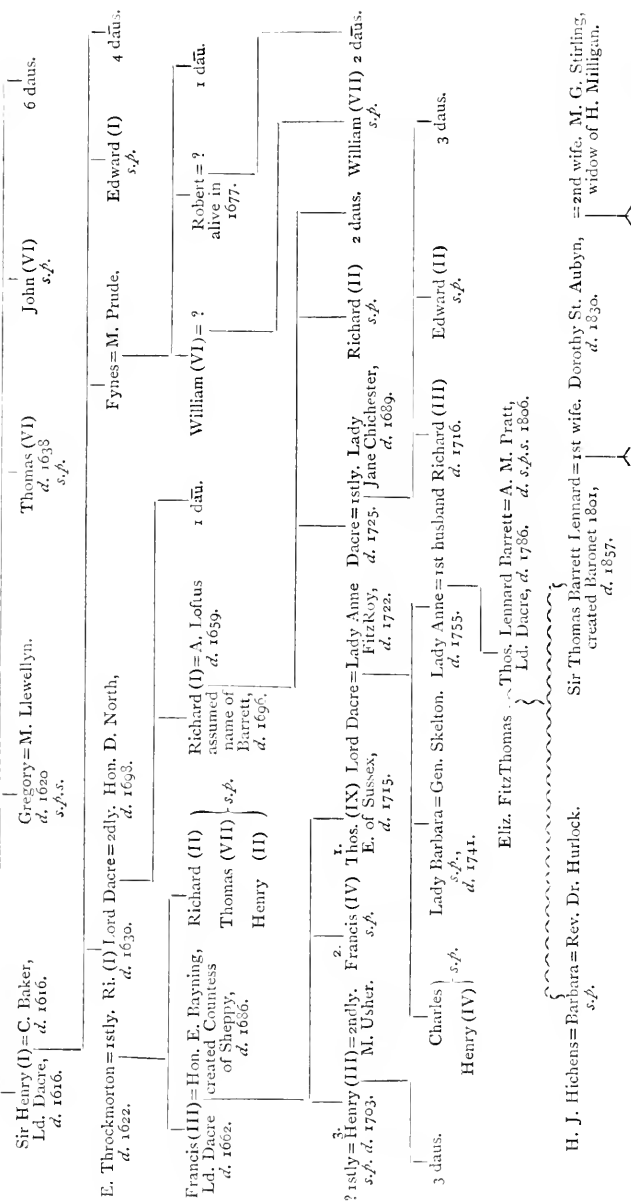 Sir Henry (I) = C. Baker,
Ld. Dacre, d. 1616.
d. 1616.
Gregory = M. Llewellyn.
d. 1620
s.p.s.
Thomas (VI)
d. 1638
s.p.
John (VI)
s.p.
6 daus.
E. Throckmorton = 1stly. Ri. (I) Lord Dacre = 2dly. Hon. D. North,
d. 1622. d. 1630. d. 1698.
Fynes = M. Prude.
Edward (I)
s.p.
4 daus.
Francis (III) = Hon. E. Bayning,
Ld. Dacre created Countess
d. 1662. of Sheppy,
d. 1686.
Richard (II)
Thomas (VII) } s.p.
Henry (II)
Richard (I) = A. Loftus
assumed d. 1659.
name of
Barrett,
d. 1696.
1 dau.
William (VI) = ?
Robert = ?
alive in
1677.
1 dau.
3.
? 1stly = Henry (III) = 2ndly.
s.p. d. 1703. M. Usher.
2.
Francis (IV)
s.p.
1.
Thos. (IX) Lord Dacre = Lady Anne
E. of Sussex, FitzRoy,
d. 1715. d. 1722.
Dacre = 1stly. Lady
d. 1725. Jane Chichester,
d. 1689.
Richard (II)
s.p.
2 daus.
William (VII)
s.p.
2 daus.
3 daus.
Charles } s.p.
Henry (IV)
Lady Barbara = Gen. Skelton.
s.p.,
d. 1741.
Lady Anne = 1st husband Richard (III)
d. 1755. d. 1716.
Edward (II)
s.p.
3 daus.
Eliz. FitzThomas
Thos. Lennard Barrett = A. M. Pratt,
Ld. Dacre, d. 1786. d. s.p.s. 1806.
H. J. Hichens = Barbara = Rev. Dr. Hurlock.
s.p.
Sir Thomas Barrett Lennard = 1st wife. Dorothy St. Aubyn, = 2nd wife. M. G. Stirling,
created Baronet 1801, d. 1830. widow of H. Milligan.
d. 1857.